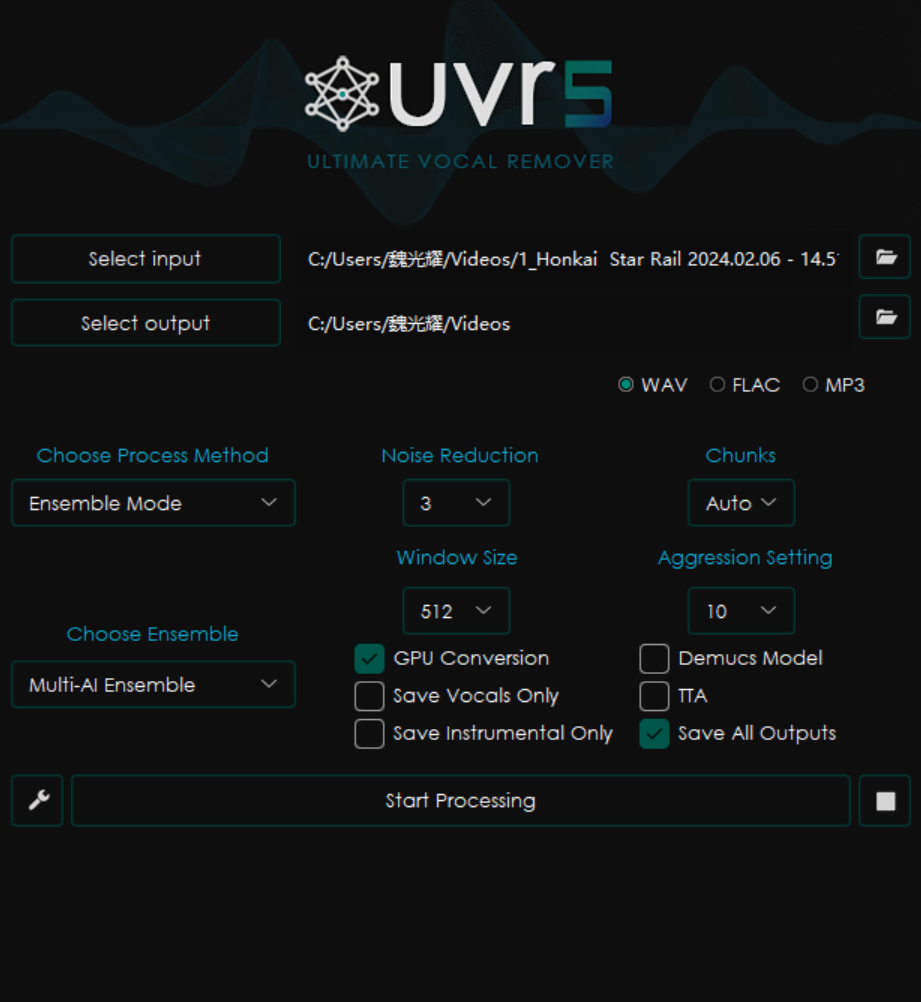 uvr5
ULTIMATE VOCAL REMOVER
Select input
C:/Users/魏光耀/Videos/1_Honkai  Star Rail 2024.02.06 - 14.5
Select output
C:/Users/魏光耀/Videos
WAV FLAC MP3
Choose Process Method
Noise Reduction
Chunks
Ensemble Mode
3
Auto
Window Size
Aggression Setting
512
10
Choose Ensemble
Multi-AI Ensemble
GPU Conversion
Demucs Model
Save Vocals Only
TTA
Save Instrumental Only
Save All Outputs
Start Processing